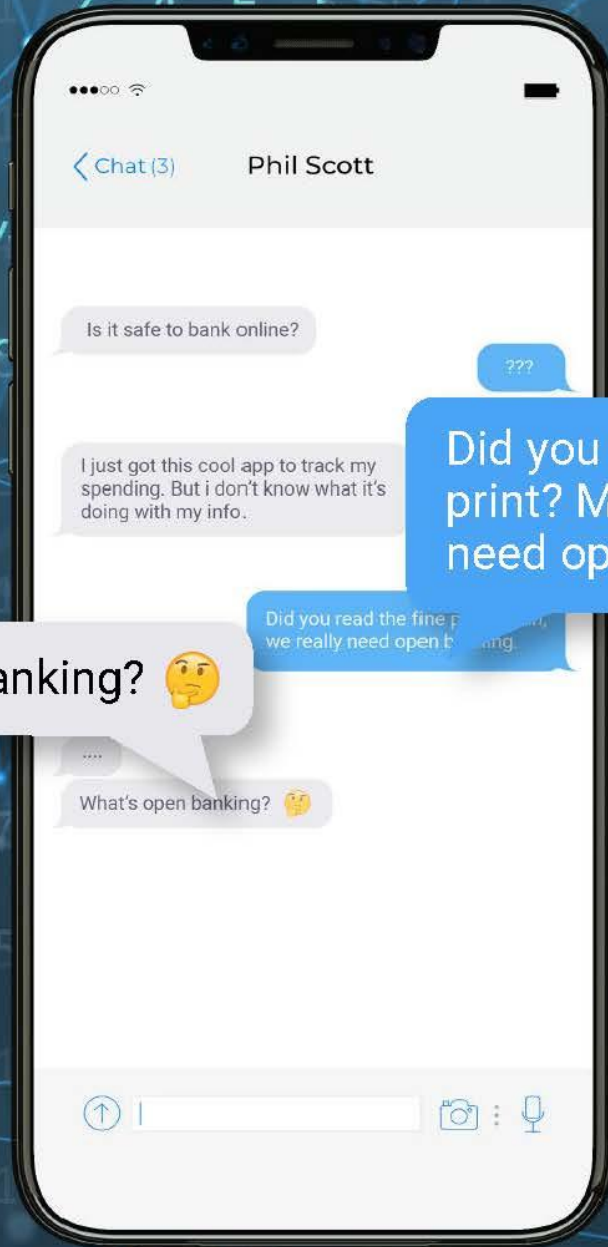 Chat (3)
Phil Scott
Is it safe to bank online?
???
I just got this cool app to track my
spending. But i don't know what it's
doing with my info.
Did you
print? M
need op
Did you read the fine p
we really need open b ing.
anking? 🤔
....
What's open banking? 🤔